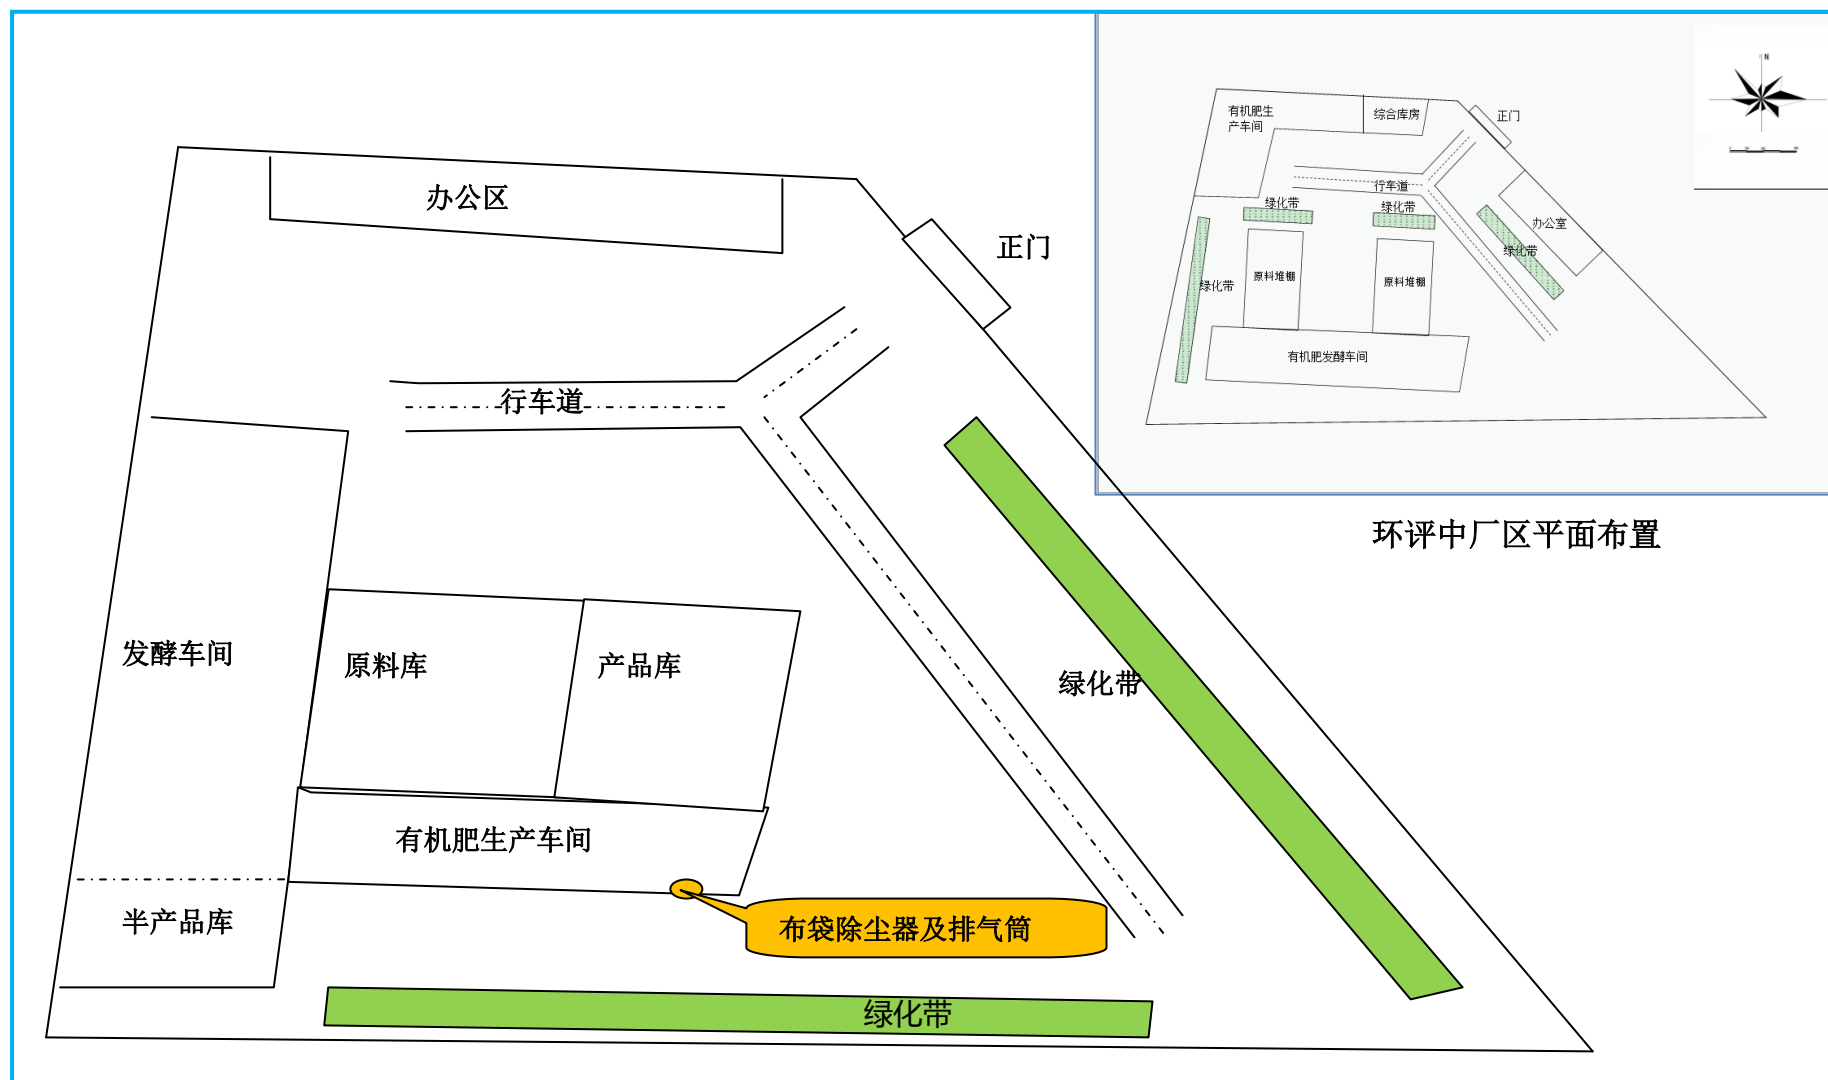 N
有机肥生
产车间
综合库房
正门
办公区
正门
行车道
绿化带
绿化带
办公室
绿化带
绿化带
原料堆棚
原料堆棚
有机肥发酵车间
行车道
环评中厂区平面布置
发酵车间
原料库
产品库
绿化带
有机肥生产车间
半产品库
布袋除尘器及排气筒
绿化带